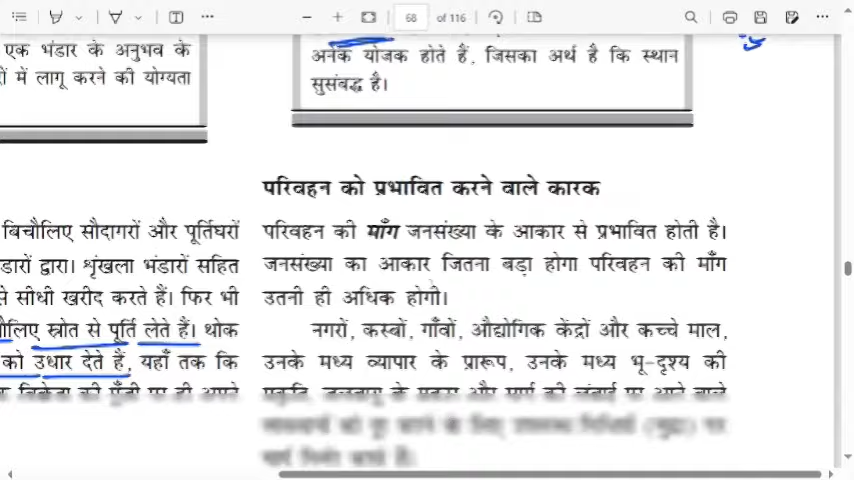 68 of 116
एक भंडार के अनुभव के
में लागू करने की योग्यता
अनेक योजक होते हैं, जिसका अर्थ है कि स्थान
सुसंबद्ध है।
बिचौलिए सौदागरों और पूर्तिघरों
डारों द्वारा। शृंखला भंडारों सहित
से सीधी खरीद करते हैं। फिर भी
स्रोत से पूर्ति लेते हैं। थोक
को उधार देते हैं, यहाँ तक कि
परिवहन को प्रभावित करने वाले कारक
परिवहन की माँग जनसंख्या के आकार से प्रभावित होती है।
जनसंख्या का आकार जितना बड़ा होगा परिवहन की माँग
उतनी ही अधिक होगी।
नगरों, कस्बों, गाँवों, औद्योगिक केंद्रों और कच्चे माल,
उनके मध्य व्यापार के प्रारूप, उनके मध्य भू-दृश्य की